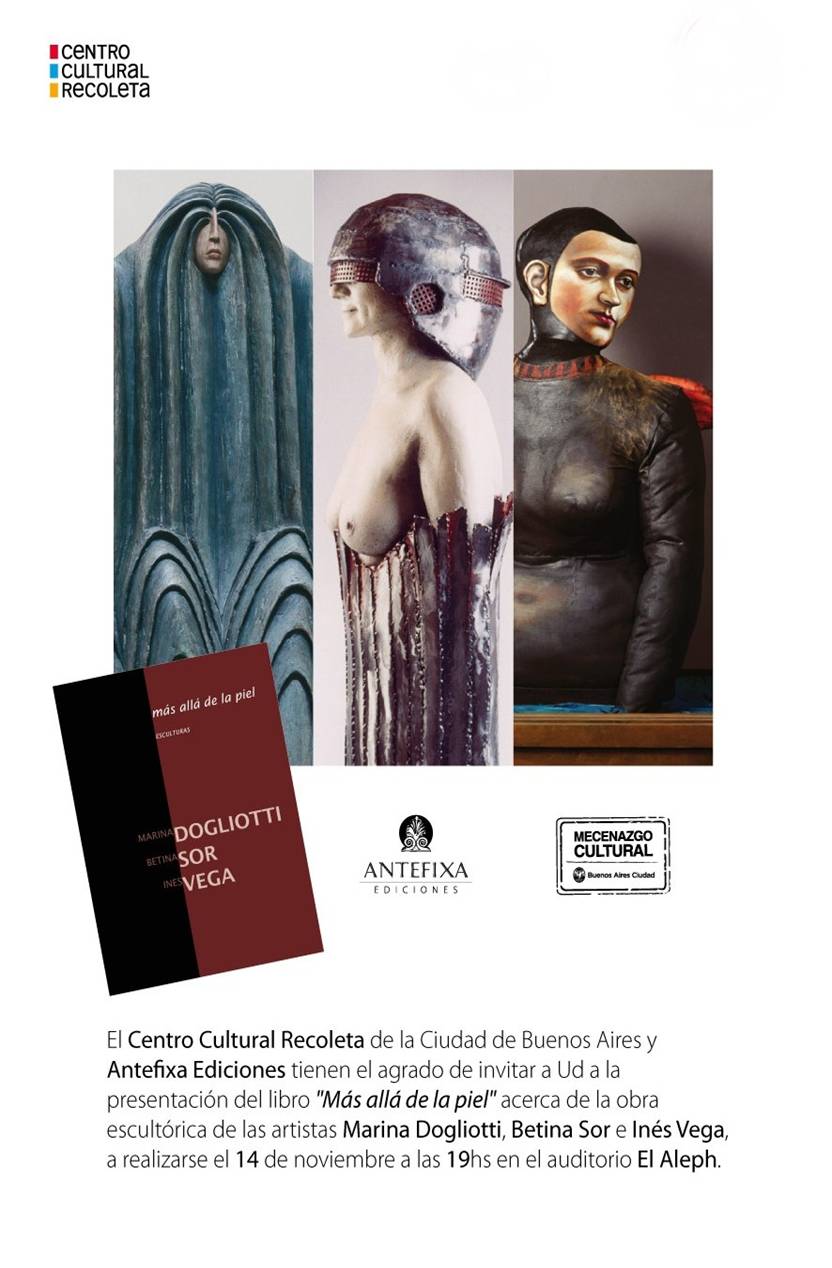 CENTRO
CULTURAL
RECOLETA
más allá de la piel
ESCULTURAS
MARINA DOGLIOTTI
BETINA SOR
INES VEGA
ANTEFIXA
EDICIONES
MECENAZGO
CULTURAL
Buenos Aires Ciudad
El Centro Cultural Recoleta de la Ciudad de Buenos Aires y
Antefixa Ediciones tienen el agrado de invitar a Ud a la
presentación del libro "Más allá de la piel" acerca de la obra
escultórica de las artistas Marina Dogliotti, Betina Sor e Inés Vega,
a realizarse el 14 de noviembre a las 19hs en el auditorio El Aleph.